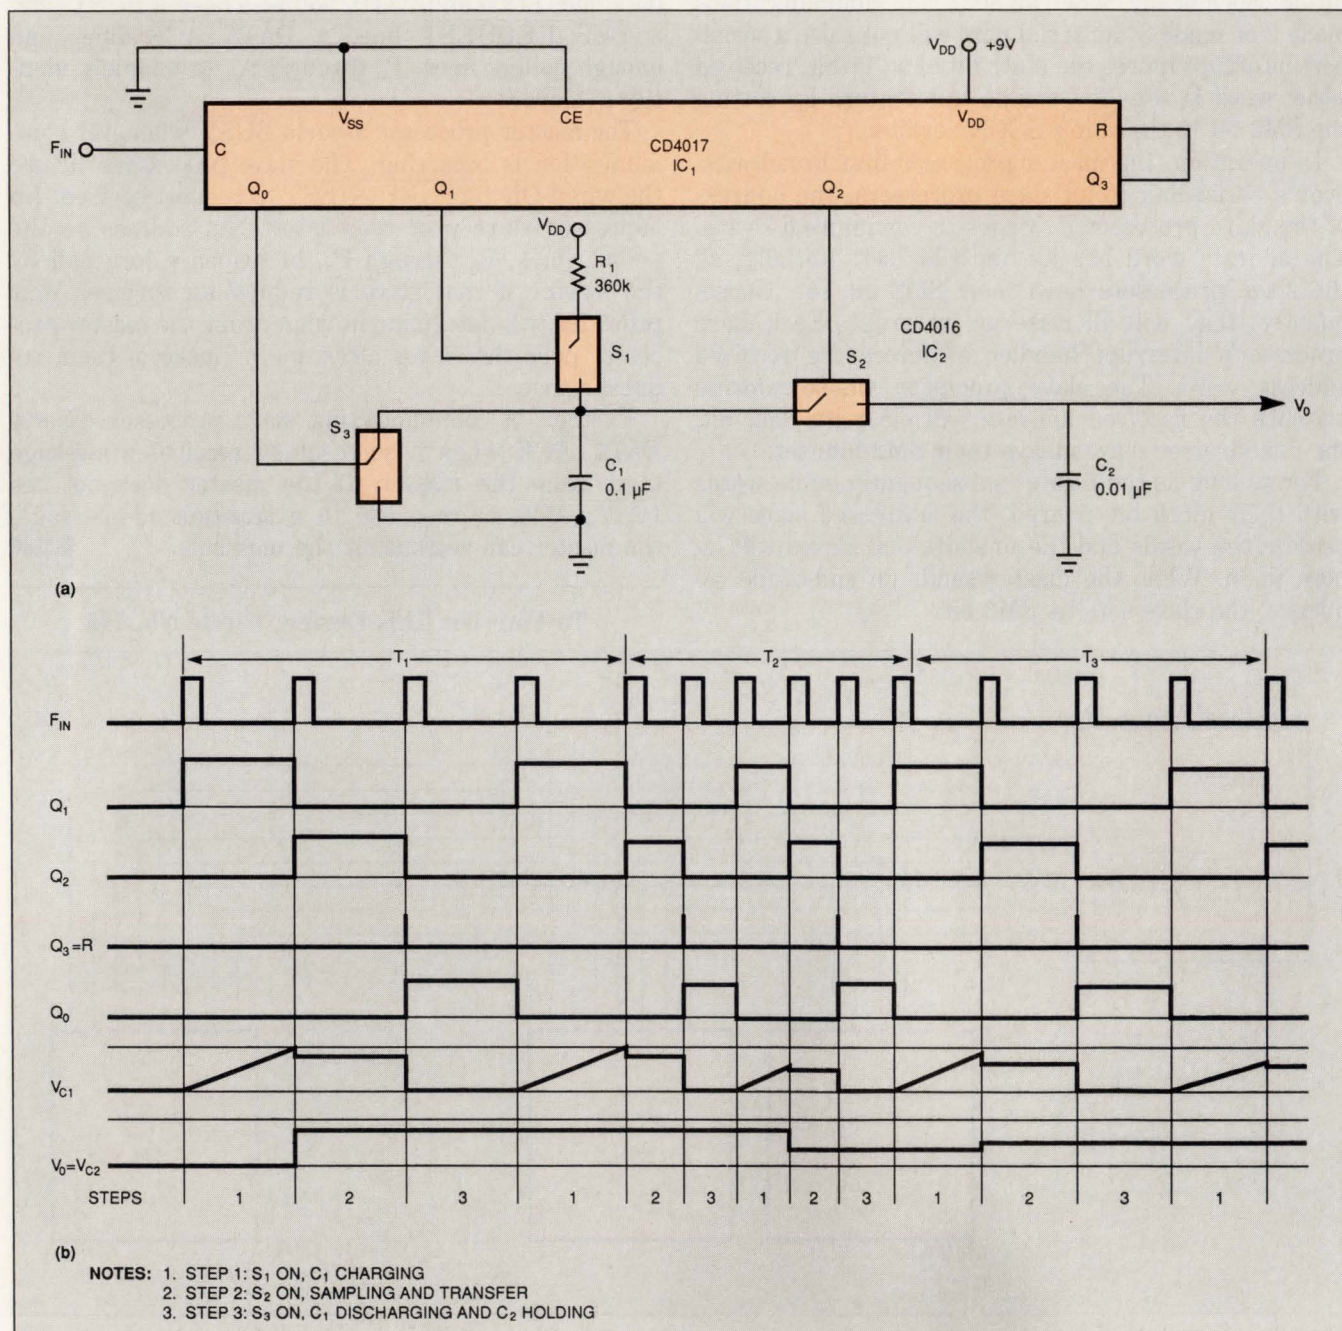 V_DD +9V
V_SS
CE
V_DD
F_IN
C
CD4017
IC_1
R
Q_3
Q_0
Q_1
Q_2
V_DD
R_1
360k
S_1
CD4016
IC_2
S_2
V_0
S_3
C_1
0.1 µF
C_2
0.01 µF
(a)
T_1
T_2
T_3
F_IN
Q_1
Q_2
Q_3=R
Q_0
V_C1
V_0=V_C2
STEPS 1 2 3 1 2 3 1 2 3 1 2 3 1
(b)
NOTES: 1. STEP 1: S_1 ON, C_1 CHARGING
2. STEP 2: S_2 ON, SAMPLING AND TRANSFER
3. STEP 3: S_3 ON, C_1 DISCHARGING AND C_2 HOLDING